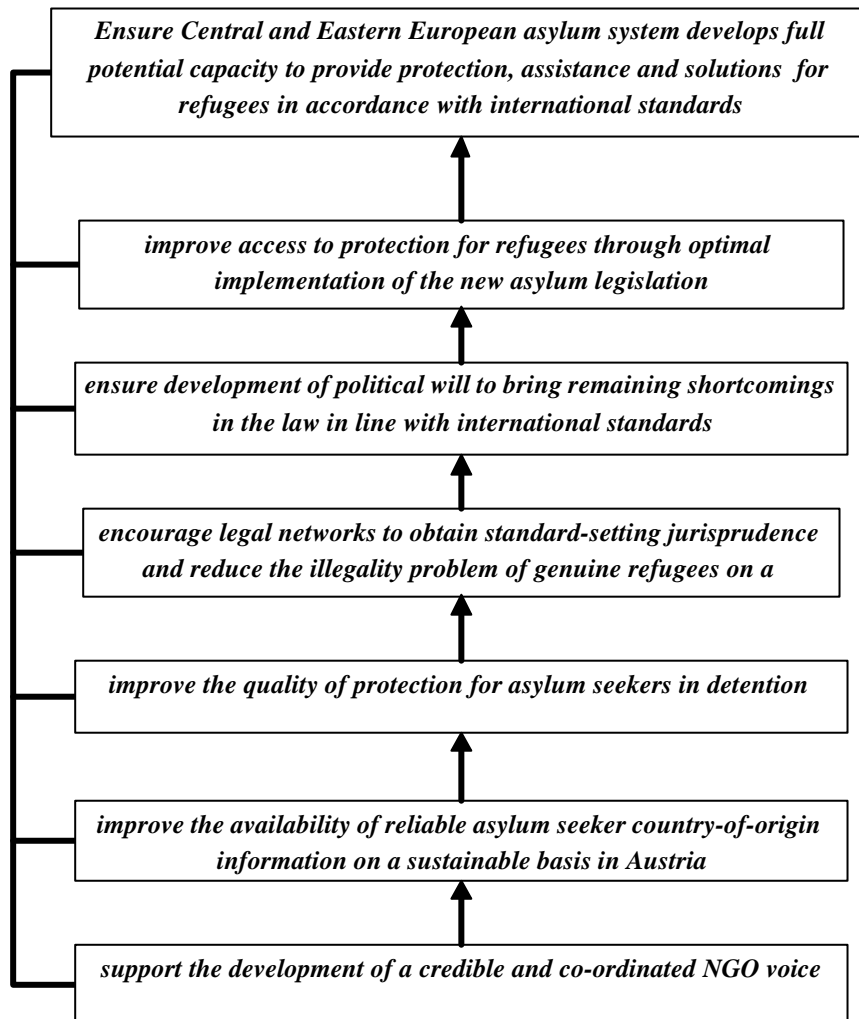 Ensure Central and Eastern European asylum system develops full
potential capacity to provide protection, assistance and solutions for
refugees in accordance with international standards
improve access to protection for refugees through optimal
implementation of the new asylum legislation
ensure development of political will to bring remaining shortcomings
in the law in line with international standards
encourage legal networks to obtain standard-setting jurisprudence
and reduce the illegality problem of genuine refugees on a
improve the quality of protection for asylum seekers in detention
improve the availability of reliable asylum seeker country-of-origin
information on a sustainable basis in Austria
support the development of a credible and co-ordinated NGO voice